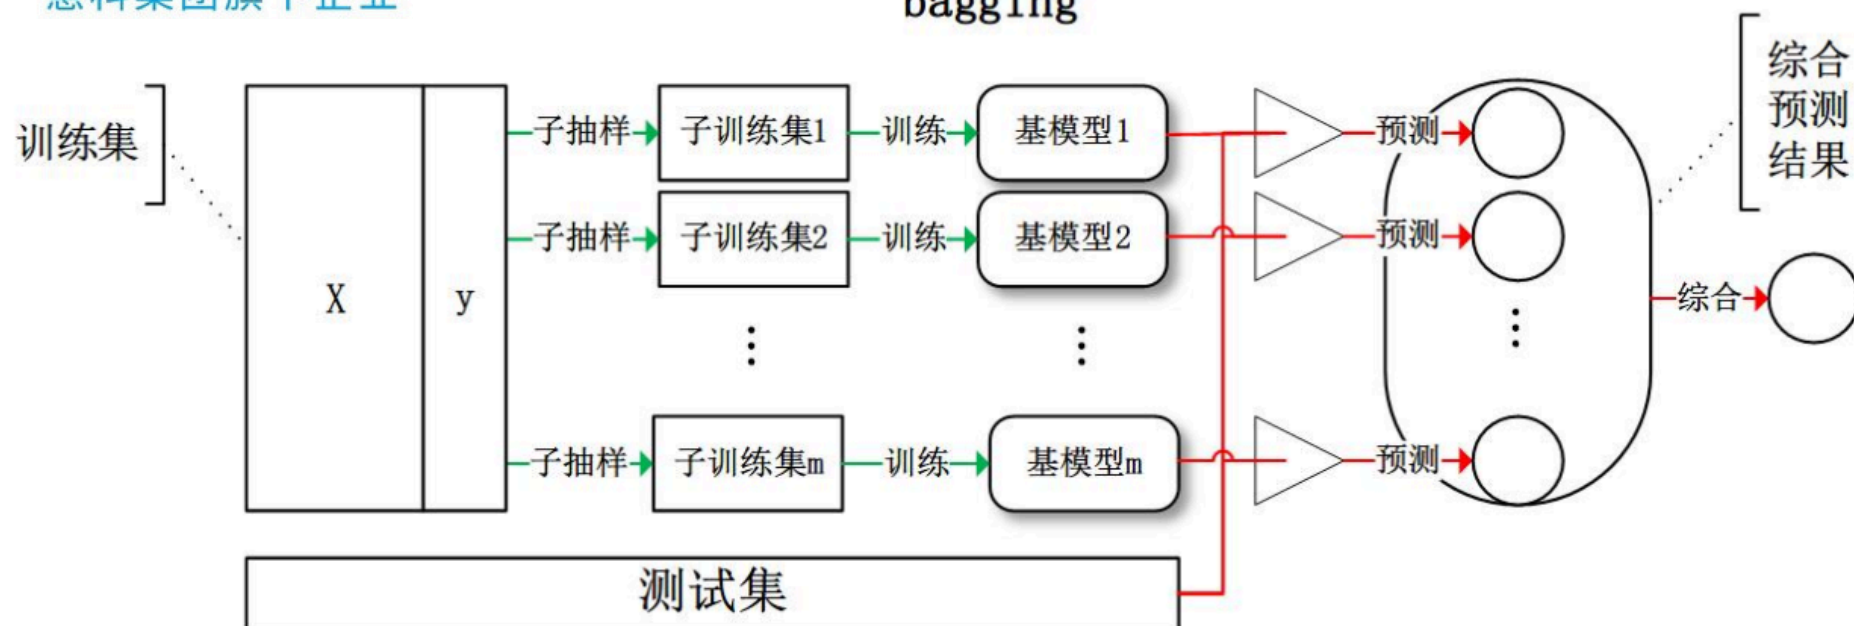 bagging
训练集
X
y
子抽样
子训练集1
训练
基模型1
预测
子抽样
子训练集2
训练
基模型2
预测
子抽样
子训练集m
训练
基模型m
预测
测试集
综合
预测
结果
综合